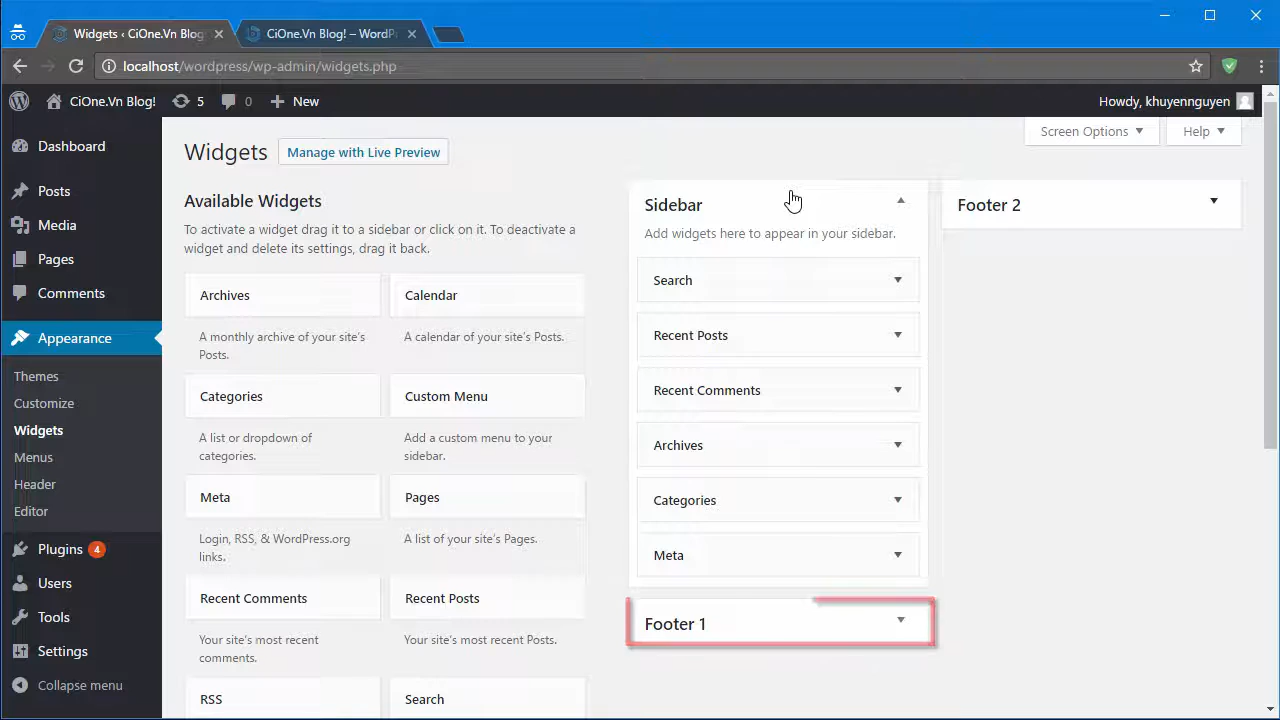 Widgets ‹ CiOne.Vn Blog
CiOne.Vn Blog! – WordPr
localhost/wordpress/wp-admin/widgets.php
CiOne.Vn Blog!
5
0
New
Howdy, khuyennguyen
Screen Options
Help
Dashboard
Posts
Media
Pages
Comments
Appearance
Themes
Customize
Widgets
Menus
Header
Editor
Plugins 4
Users
Tools
Settings
Collapse menu
Widgets
Manage with Live Preview
Available Widgets
To activate a widget drag it to a sidebar or click on it. To deactivate a
widget and delete its settings, drag it back.
Archives
A monthly archive of your site's
Posts.
Calendar
A calendar of your site's Posts.
Categories
A list or dropdown of
categories.
Custom Menu
Add a custom menu to your
sidebar.
Meta
Login, RSS, & WordPress.org
links.
Pages
A list of your site's Pages.
Recent Comments
Your site's most recent
comments.
Recent Posts
Your site's most recent Posts.
RSS
Search
Sidebar
Add widgets here to appear in your sidebar.
Search
Recent Posts
Recent Comments
Archives
Categories
Meta
Footer 1
Footer 2